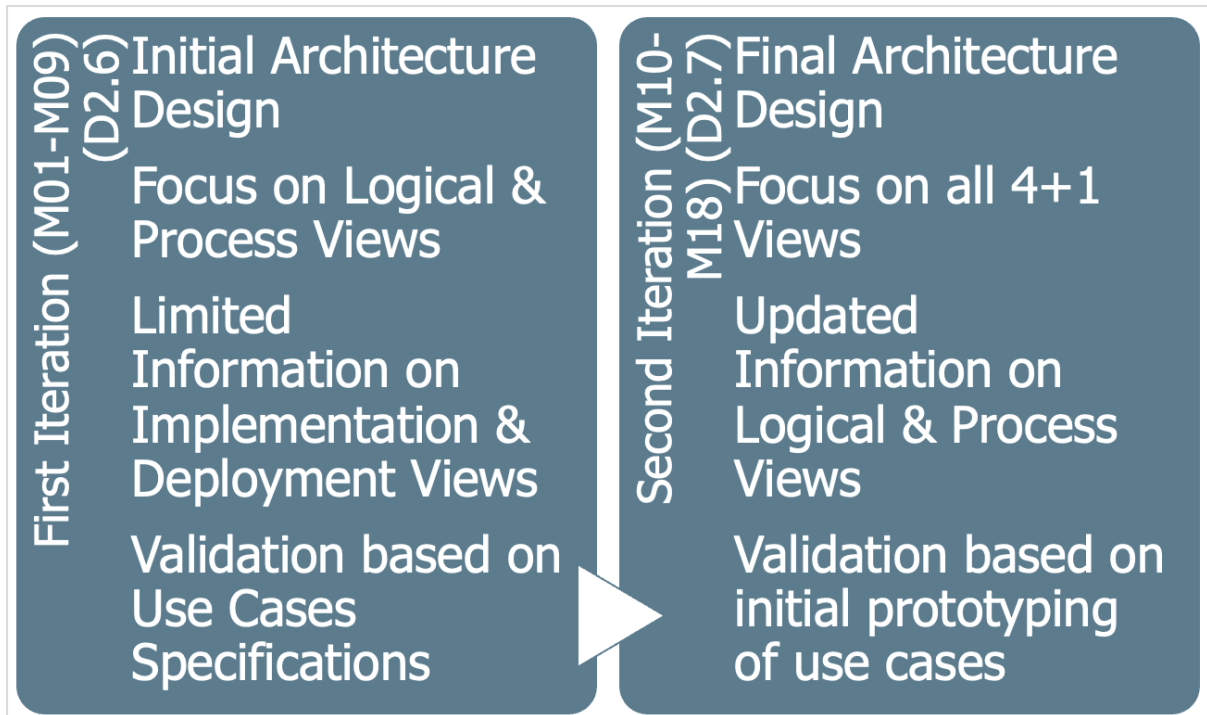 First Iteration (M01-M09)
(D2.6)
Initial Architecture
Design
Focus on Logical &
Process Views
Limited
Information on
Implementation &
Deployment Views
Validation based on
Use Cases
Specifications
Second Iteration (M10-
M18) (D2.7)
Final Architecture
Design
Focus on all 4+1
Views
Updated
Information on
Logical & Process
Views
Validation based on
initial prototyping
of use cases